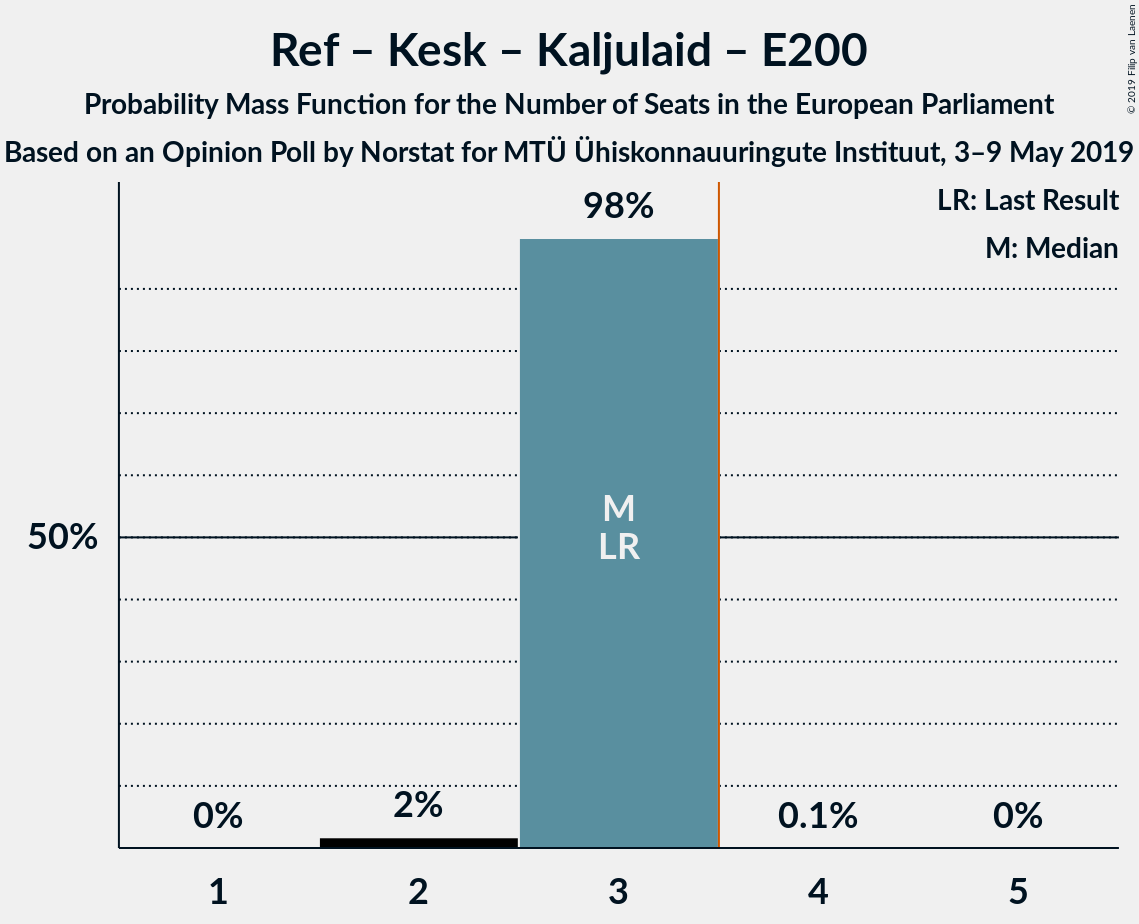 Ref – Kesk – Kaljulaid – E200
Probability Mass Function for the Number of Seats in the European Parliament
Based on an Opinion Poll by Norstat for MTÜ Ühiskonnauuringute Instituut, 3–9 May 2019
© 2019 Filip van Laenen
LR: Last Result
M: Median
98%
M
LR
50%
0%
2%
0.1%
0%
1
2
3
4
5